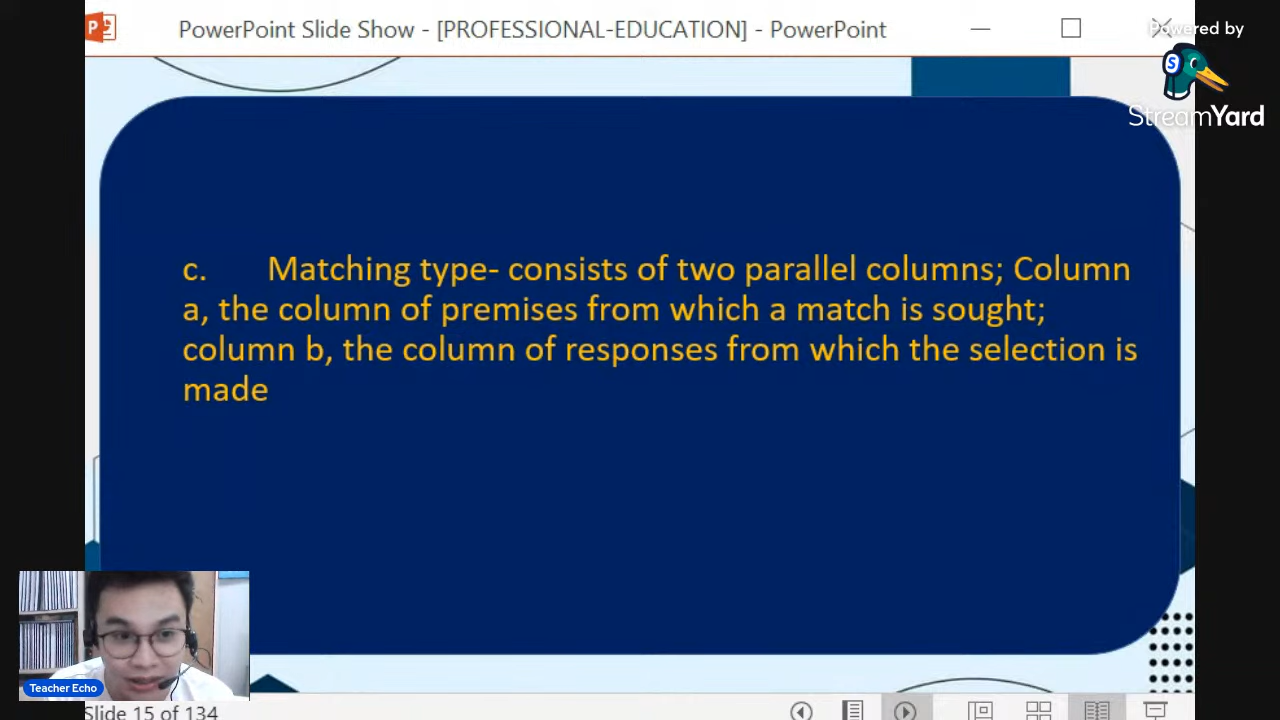 PowerPoint Slide Show - [PROFESSIONAL-EDUCATION] - PowerPoint
Powered by
S
StreamYard
c. Matching type- consists of two parallel columns; Column
a, the column of premises from which a match is sought;
column b, the column of responses from which the selection is
made
Teacher Echo
Slide 15 of 134